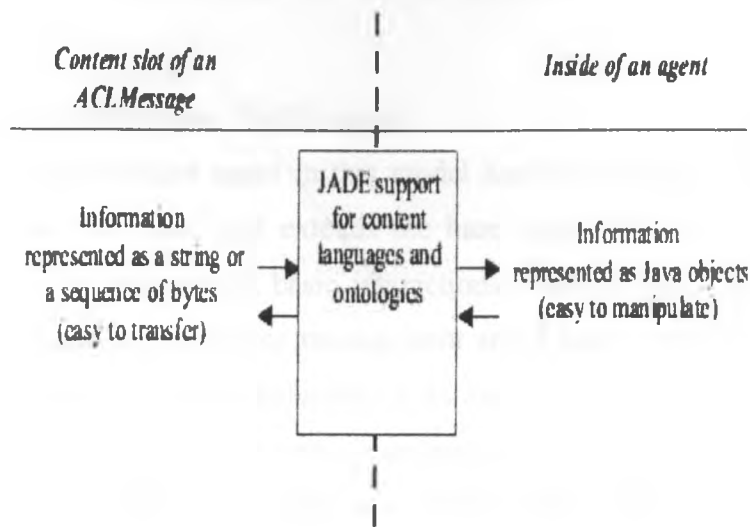 Content slot of an
ACLMessage
Inside of an agent
JADE support
for content
languages and
ontologies
Information
represented as a string or
a sequence of bytes
(easy to transfer)
Information
represented as Java objects
(easy to manipulate)